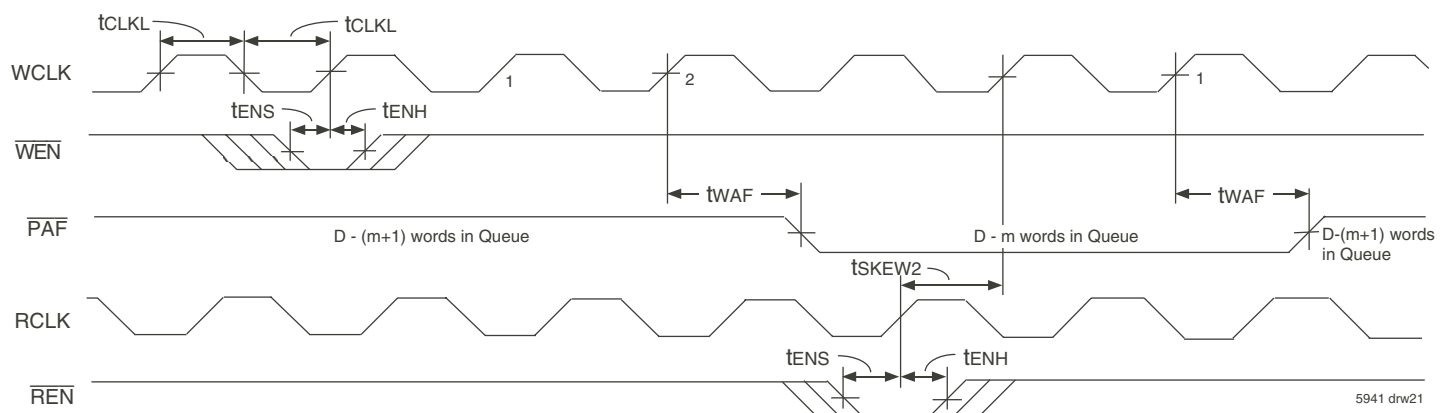 tCLKL tCLKL
WCLK 1 2 1
tENS tENH
WEN
tWAF tWAF
PAF D - (m+1) words in Queue D - m words in Queue D-(m+1) words
in Queue
tSKEW2
RCLK
tENS tENH
REN
5941 drw21